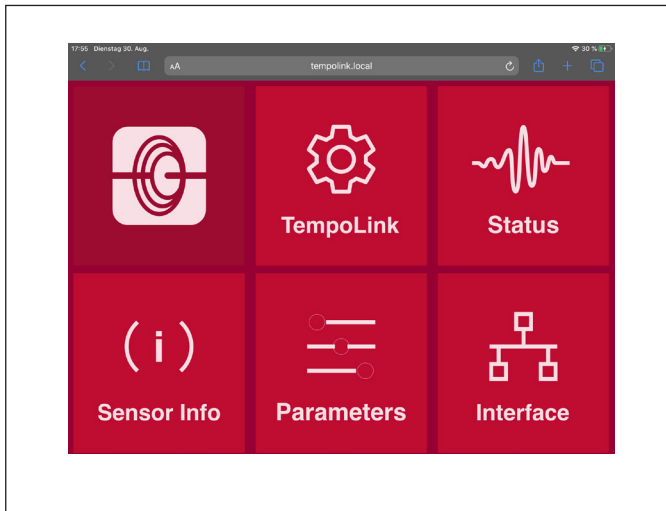 17:55 Dienstag 30. Aug.
30 %
AA
tempolink.local
TempoLink
Status
( i )
Sensor Info
Parameters
Interface